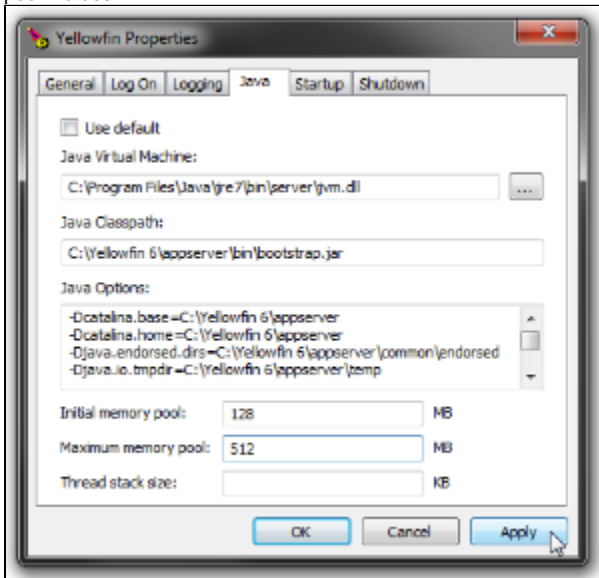 Yellowfin Properties
General Log On Logging Java Startup Shutdown
Use default
Java Virtual Machine:
C:\Program Files\Java\jre7\bin\server\jvm.dll
...
Java Classpath:
C:\Yellowfin 6\appserver\bin\bootstrap.jar
Java Options:
-Dcatalina.base=C:\Yellowfin 6\appserver
-Dcatalina.home=C:\Yellowfin 6\appserver
-Djava.endorsed.dirs=C:\Yellowfin 6\appserver\common\endorsed
-Djava.io.tmpdir=C:\Yellowfin 6\appserver\temp
Initial memory pool: 128 MB
Maximum memory pool: 512 MB
Thread stack size: KB
OK Cancel Apply